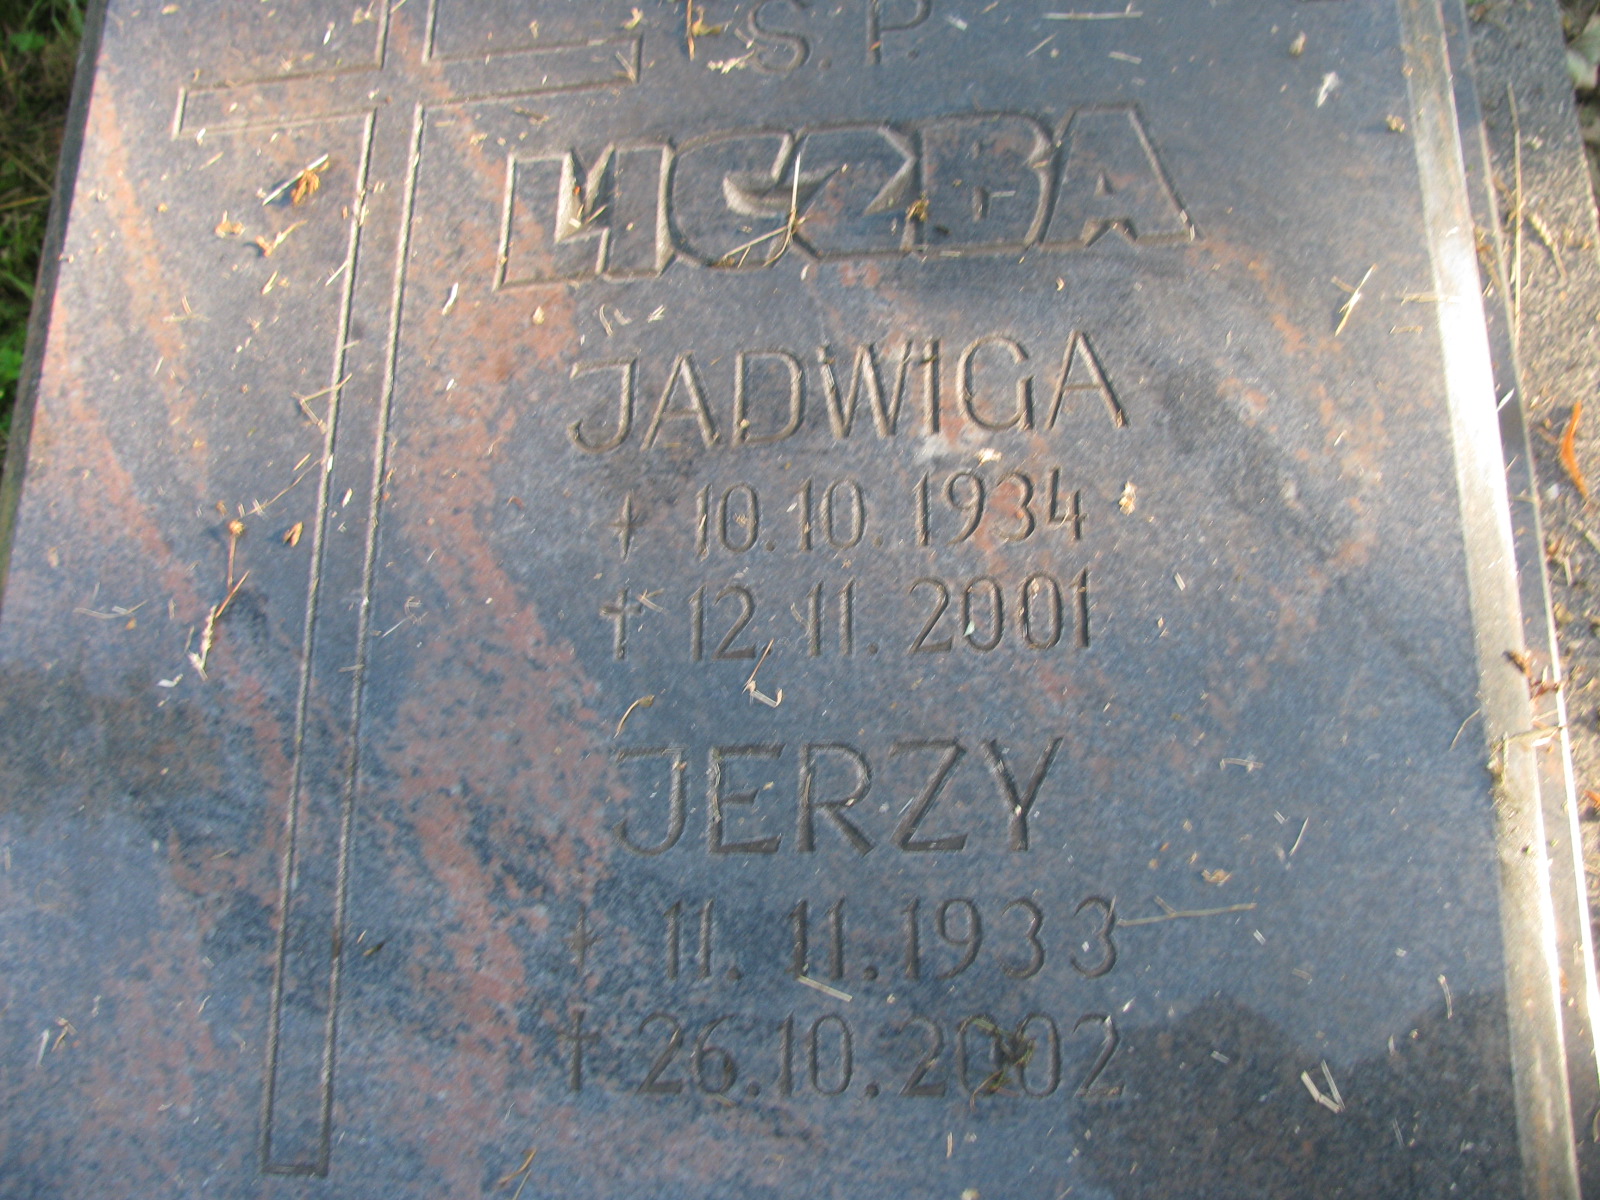 Ś. P.
LICZBA
JADWIGA
+ 10.10.1934
† 12.11.2001
JERZY
+ 11.11.1933
† 26.10.2002